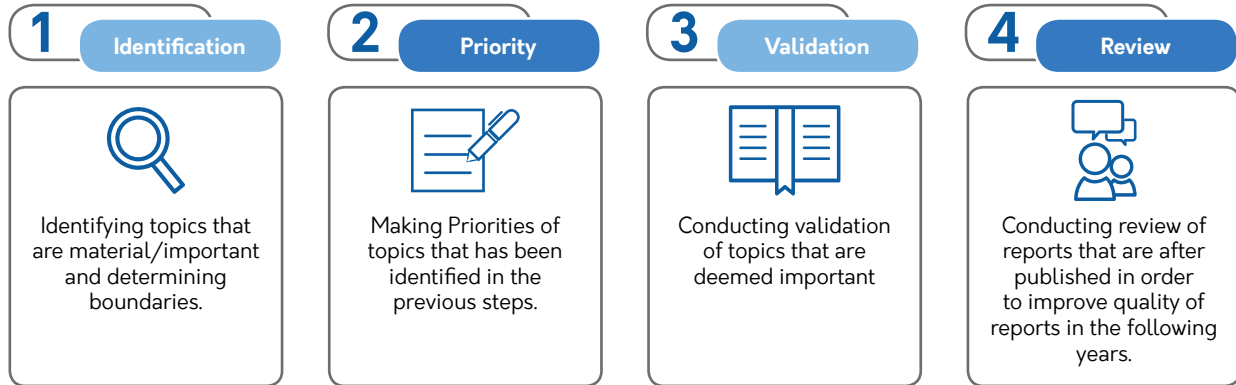 1
Identification
Identifying topics that
are material/important
and determining
boundaries.
2
Priority
Making Priorities of
topics that has been
identified in the
previous steps.
3
Validation
Conducting validation
of topics that are
deemed important
4
Review
Conducting review of
reports that are after
published in order
to improve quality of
reports in the following
years.